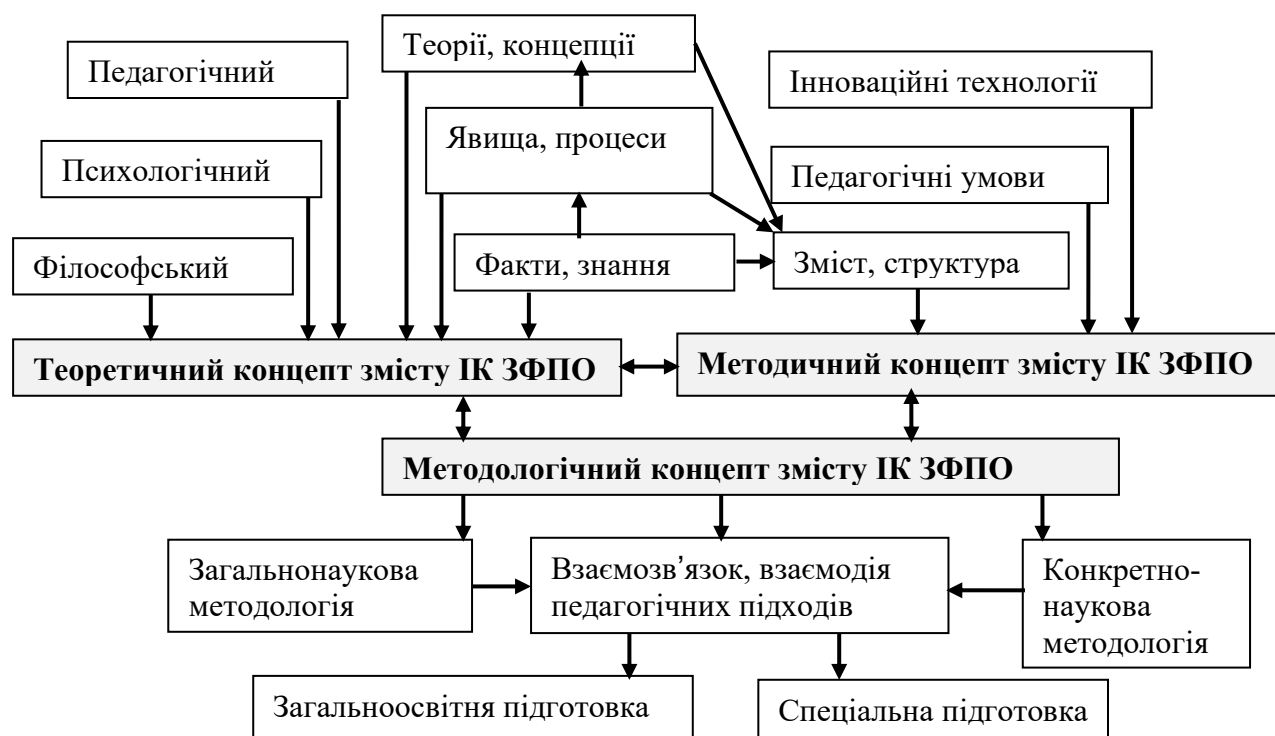 Теорії, концепції
Педагогічний
Інноваційні технології
Явища, процеси
Психологічний
Педагогічні умови
Філософський
Факти, знання
Зміст, структура
Теоретичний концепт змісту ІК ЗФПО
Методичний концепт змісту ІК ЗФПО
Методологічний концепт змісту ІК ЗФПО
Загальнонаукова
методологія
Взаємозв’язок, взаємодія
педагогічних підходів
Конкретно-
наукова
методологія
Загальноосвітня підготовка
Спеціальна підготовка